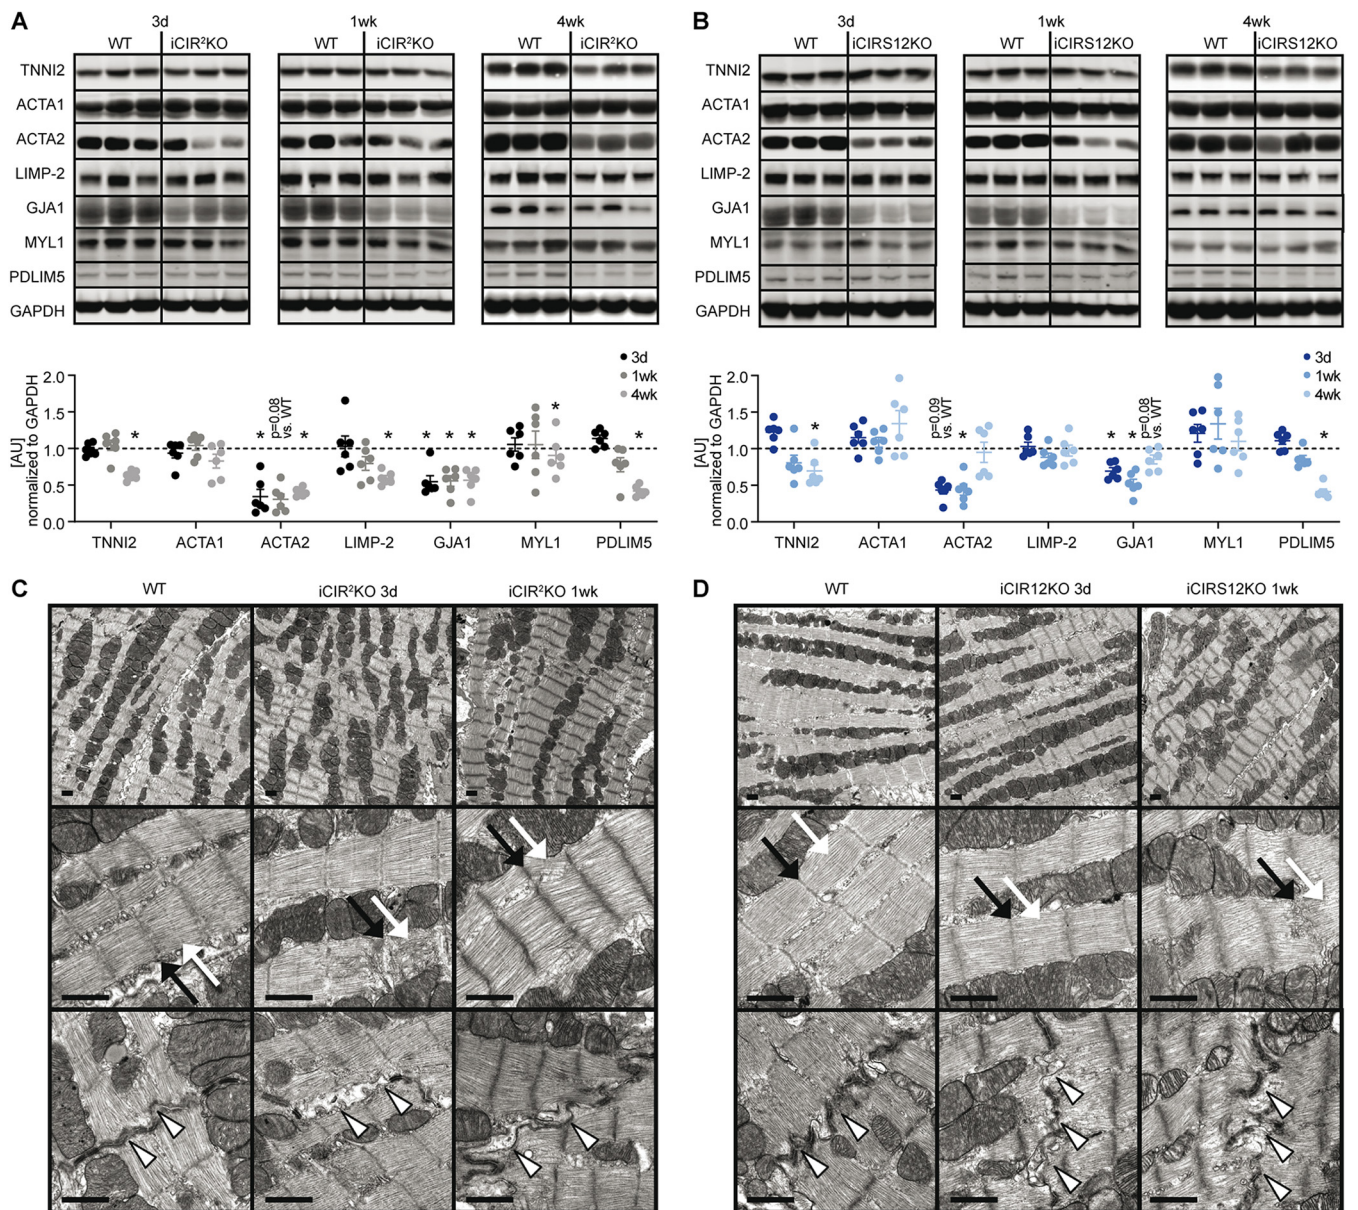 A
3d 1wk 4wk
WT iCIR²KO WT iCIR²KO WT iCIR²KO
TNNI2
ACTA1
ACTA2
LIMP-2
GJA1
MYL1
PDLIM5
GAPDH
3d
1wk
4wk
[AU]
normalized to GAPDH
2.0
1.5
1.0
0.5
0.0
* p=0.08 vs. WT * * * * * * *
*
TNNI2 ACTA1 ACTA2 LIMP-2 GJA1 MYL1 PDLIM5
B
3d 1wk 4wk
WT iCIRS12KO WT iCIRS12KO WT iCIRS12KO
TNNI2
ACTA1
ACTA2
LIMP-2
GJA1
MYL1
PDLIM5
GAPDH
3d
1wk
4wk
[AU]
normalized to GAPDH
2.0
1.5
1.0
0.5
0.0
* p=0.09 vs. WT * * * p=0.08 vs. WT *
TNNI2 ACTA1 ACTA2 LIMP-2 GJA1 MYL1 PDLIM5
C
WT iCIR²KO 3d iCIR²KO 1wk
D
WT iCIR12KO 3d iCIRS12KO 1wk